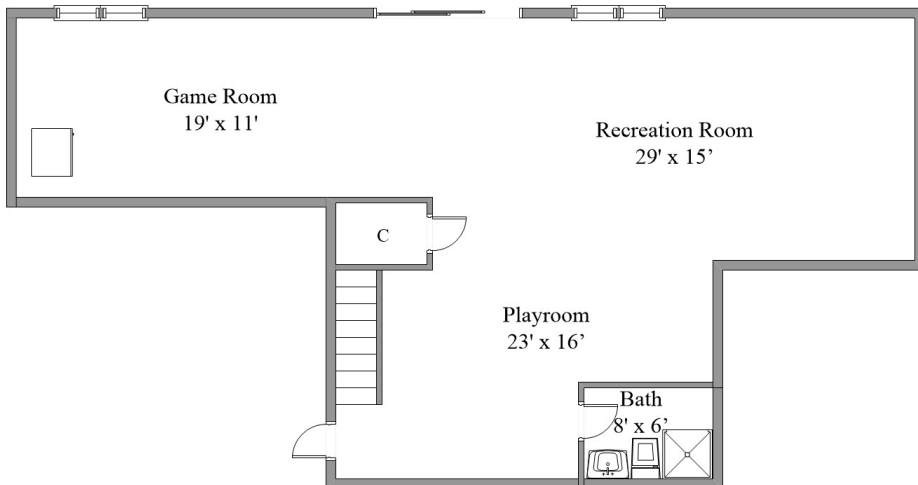 Game Room
19' x 11'
Recreation Room
29' x 15’
C
Playroom
23' x 16’
Bath
8' x 6’